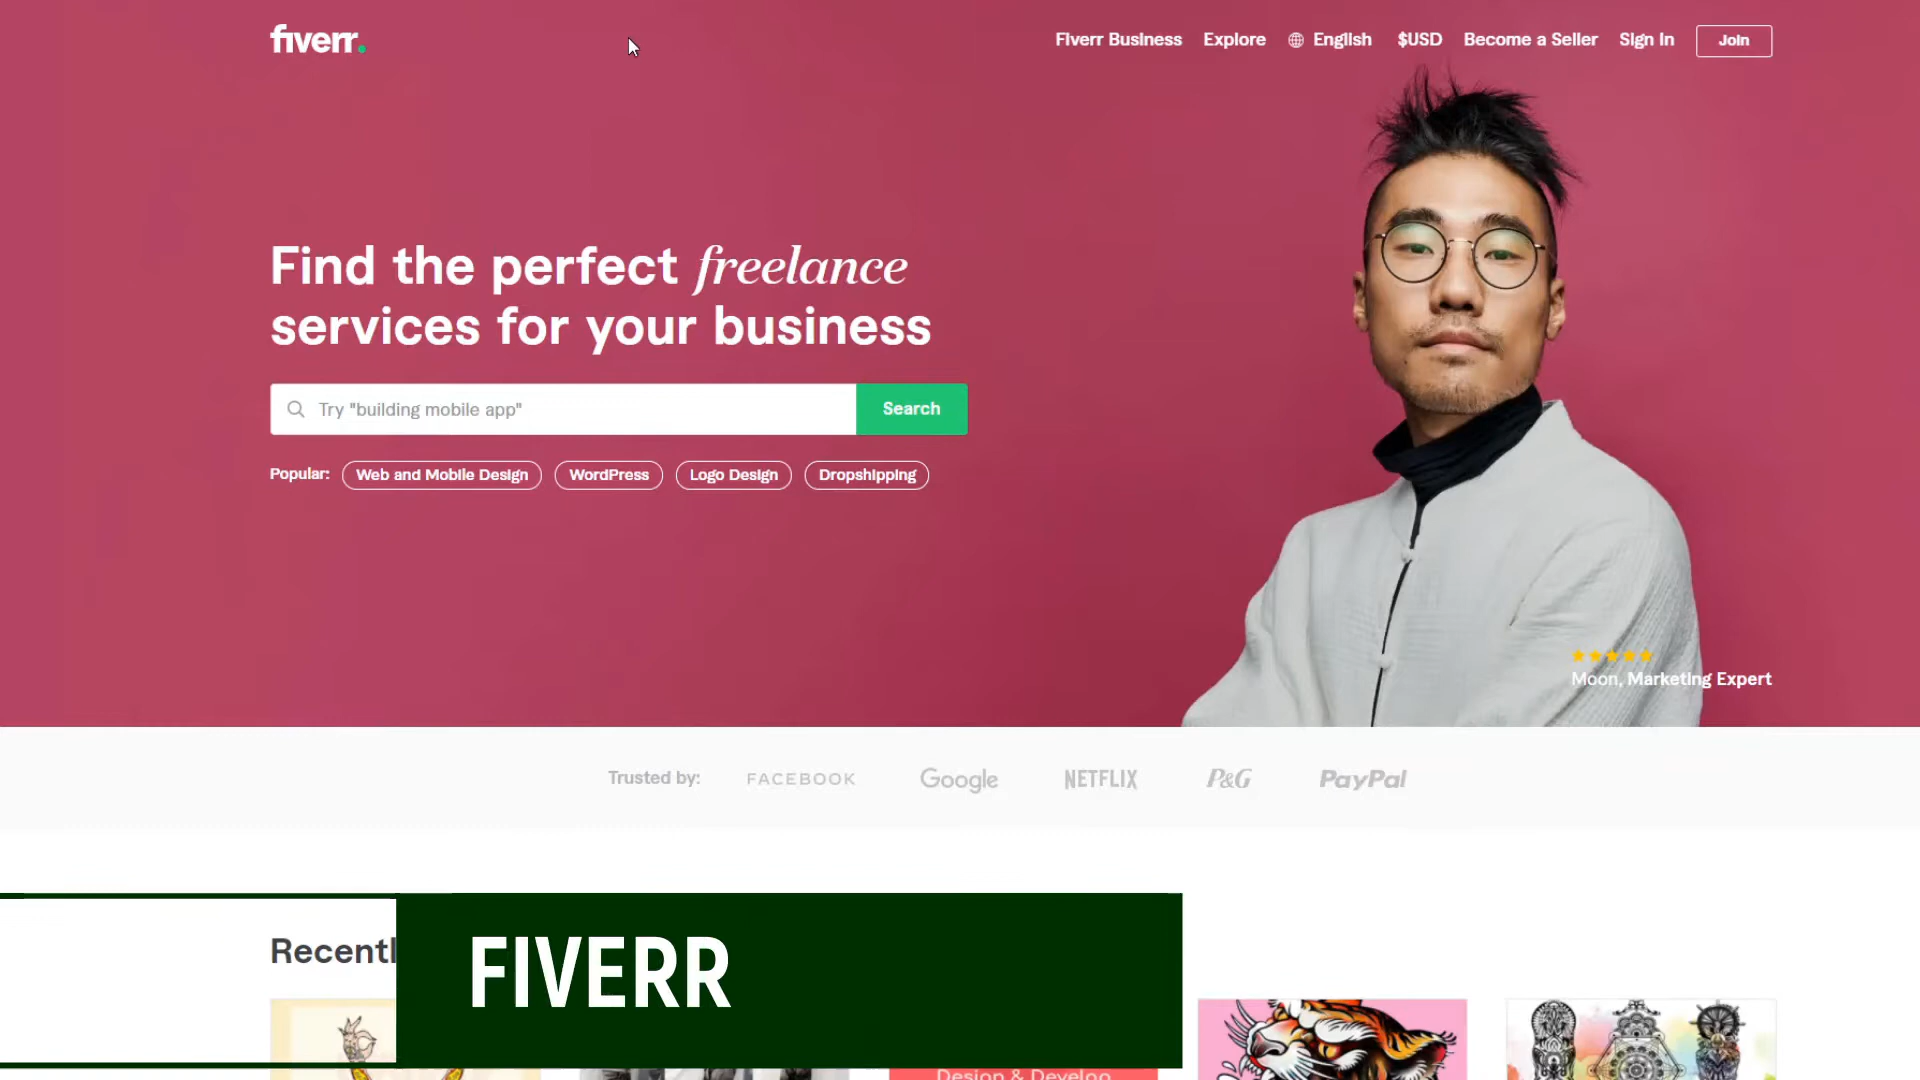 fiverr.
Fiverr Business
Explore
English
$USD
Become a Seller
Sign In
Join
Find the perfect freelance
services for your business
Try "building mobile app"
Search
Popular:
Web and Mobile Design
WordPress
Logo Design
Dropshipping
Moon, Marketing Expert
Trusted by:
FACEBOOK
Google
NETFLIX
P&G
PayPal
FIVERR
Design & Develop